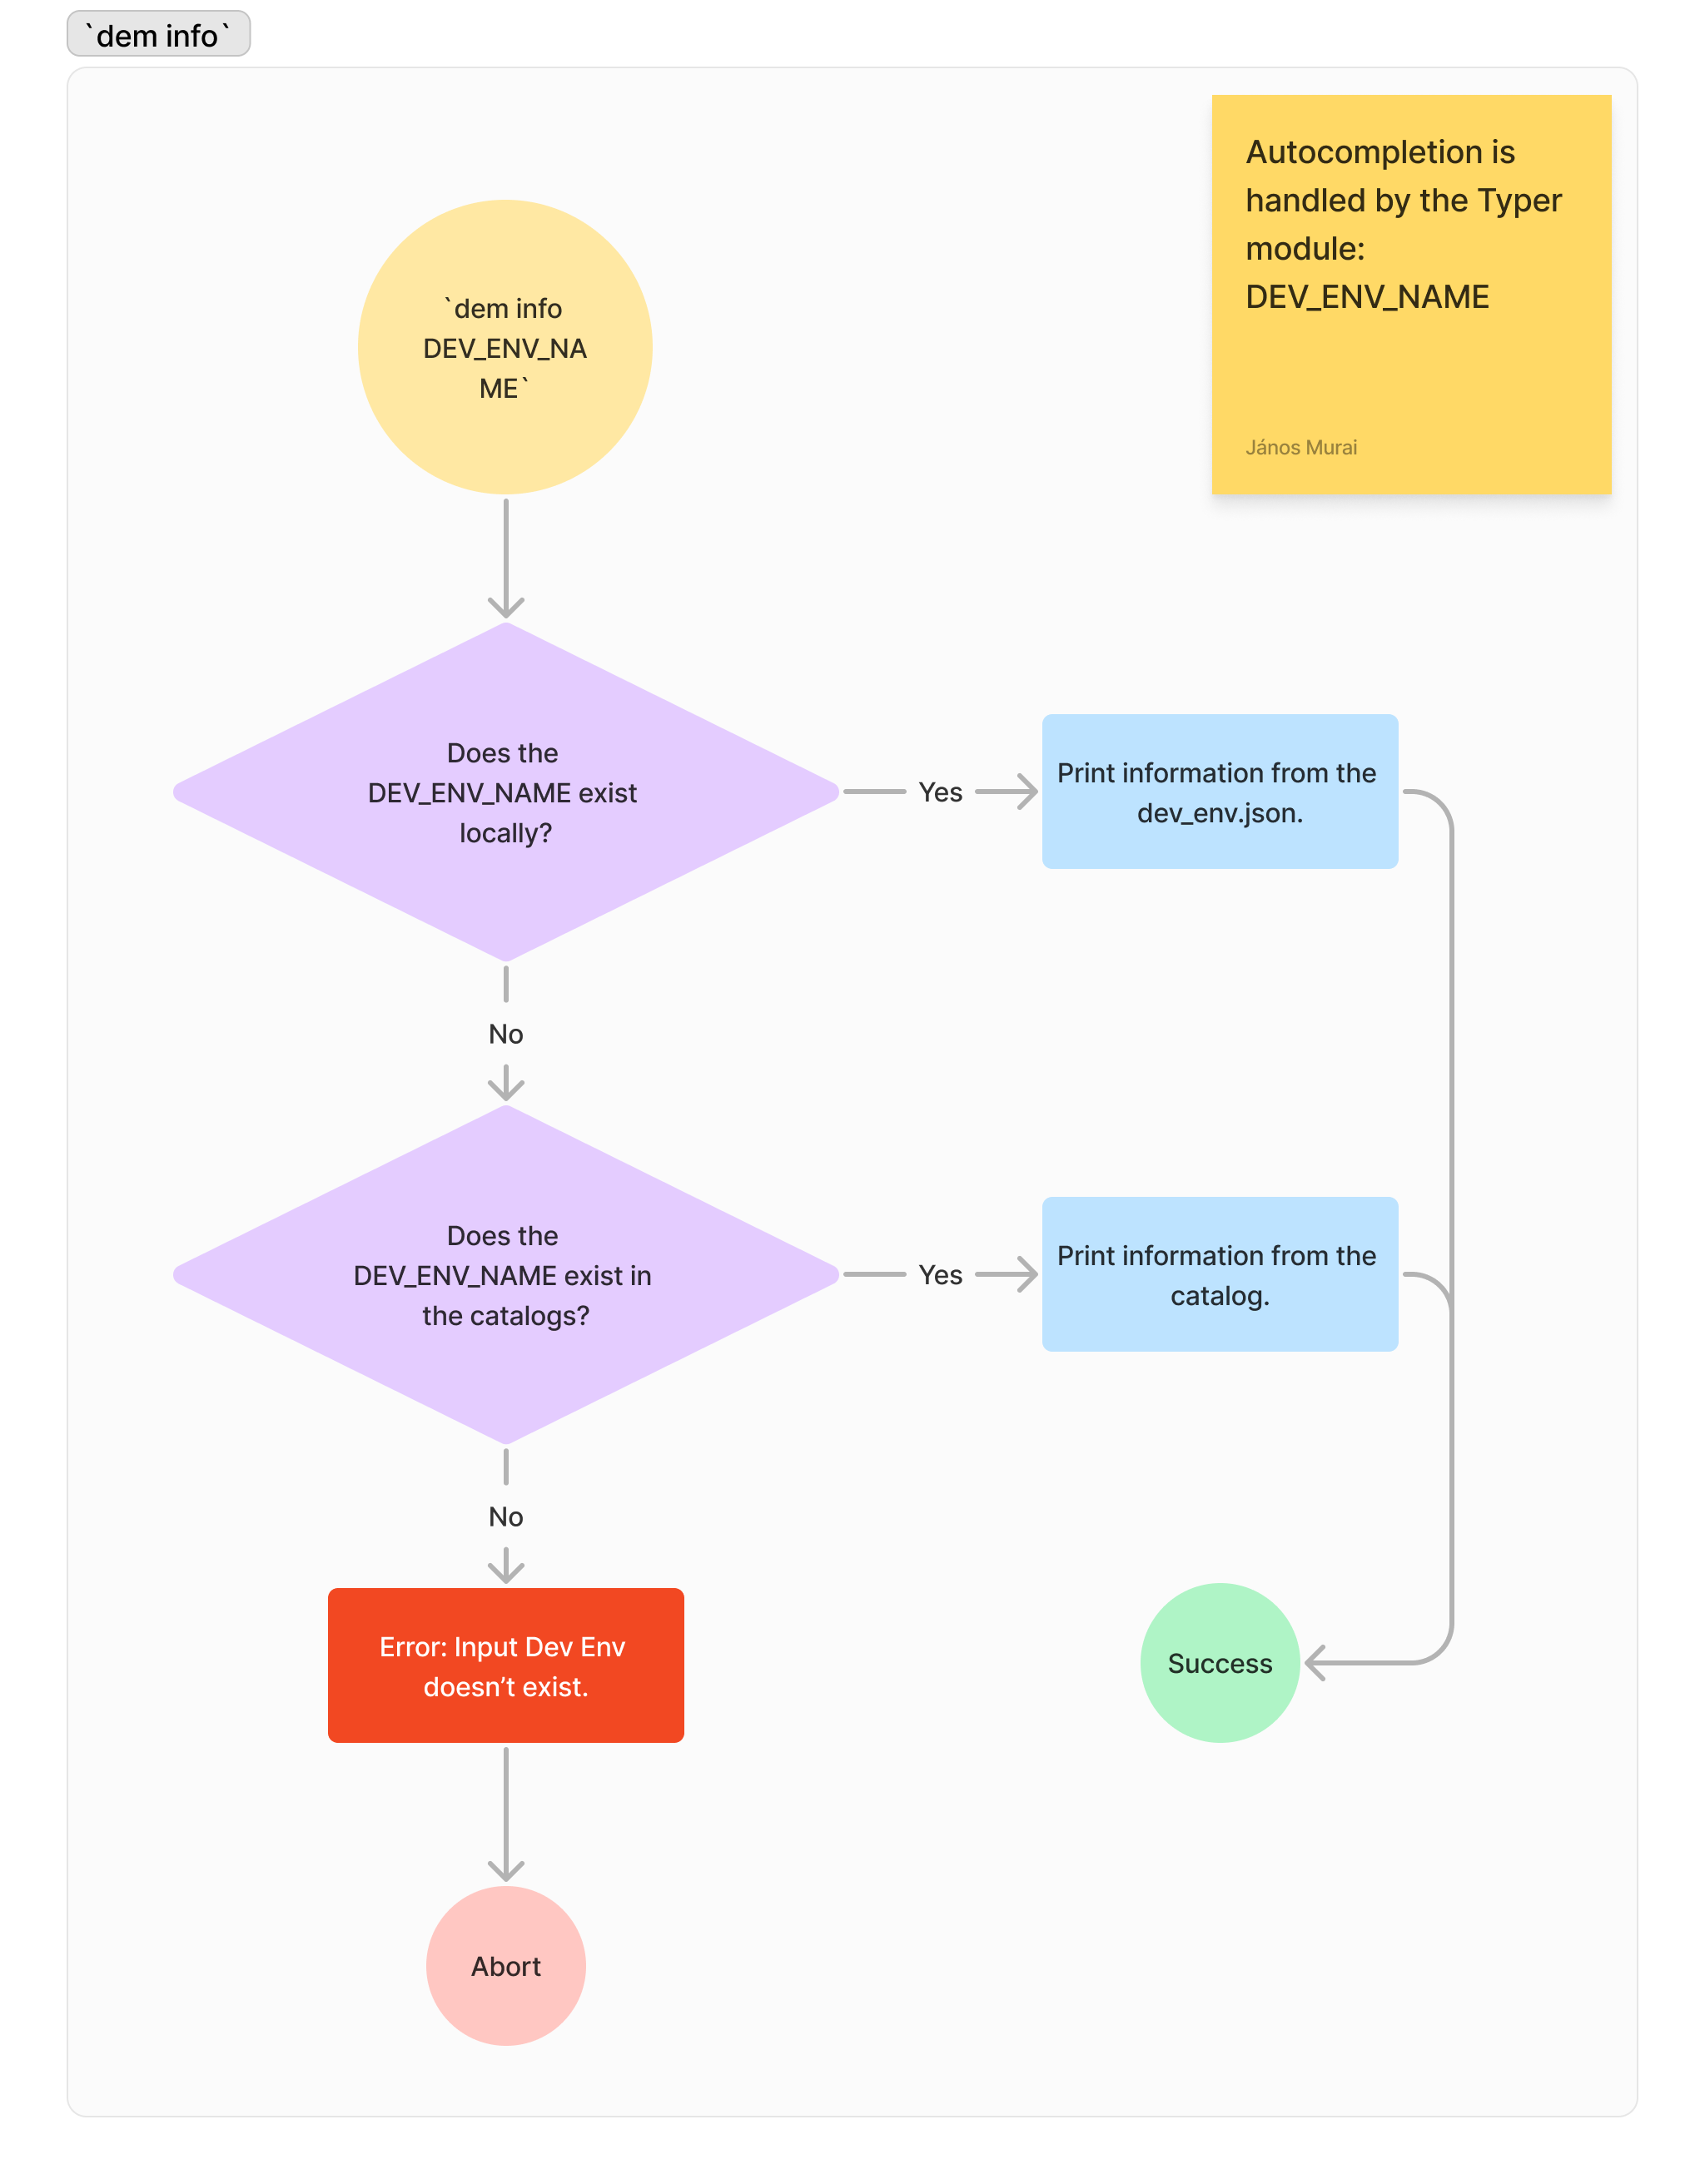 `dem info`
Autocompletion is
handled by the Typer
module:
DEV_ENV_NAME
János Murai
`dem info
DEV_ENV_NA
ME`
Does the
DEV_ENV_NAME exist
locally?
Yes
Print information from the
dev_env.json.
No
Does the
DEV_ENV_NAME exist in
the catalogs?
Yes
Print information from the
catalog.
No
Error: Input Dev Env
doesn’t exist.
Success
Abort